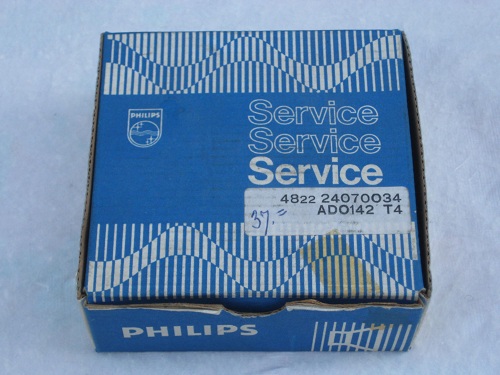 PHILIPS
Service
Service
Service
4822 24070034
37.=
AD0142 T4
PHILIPS